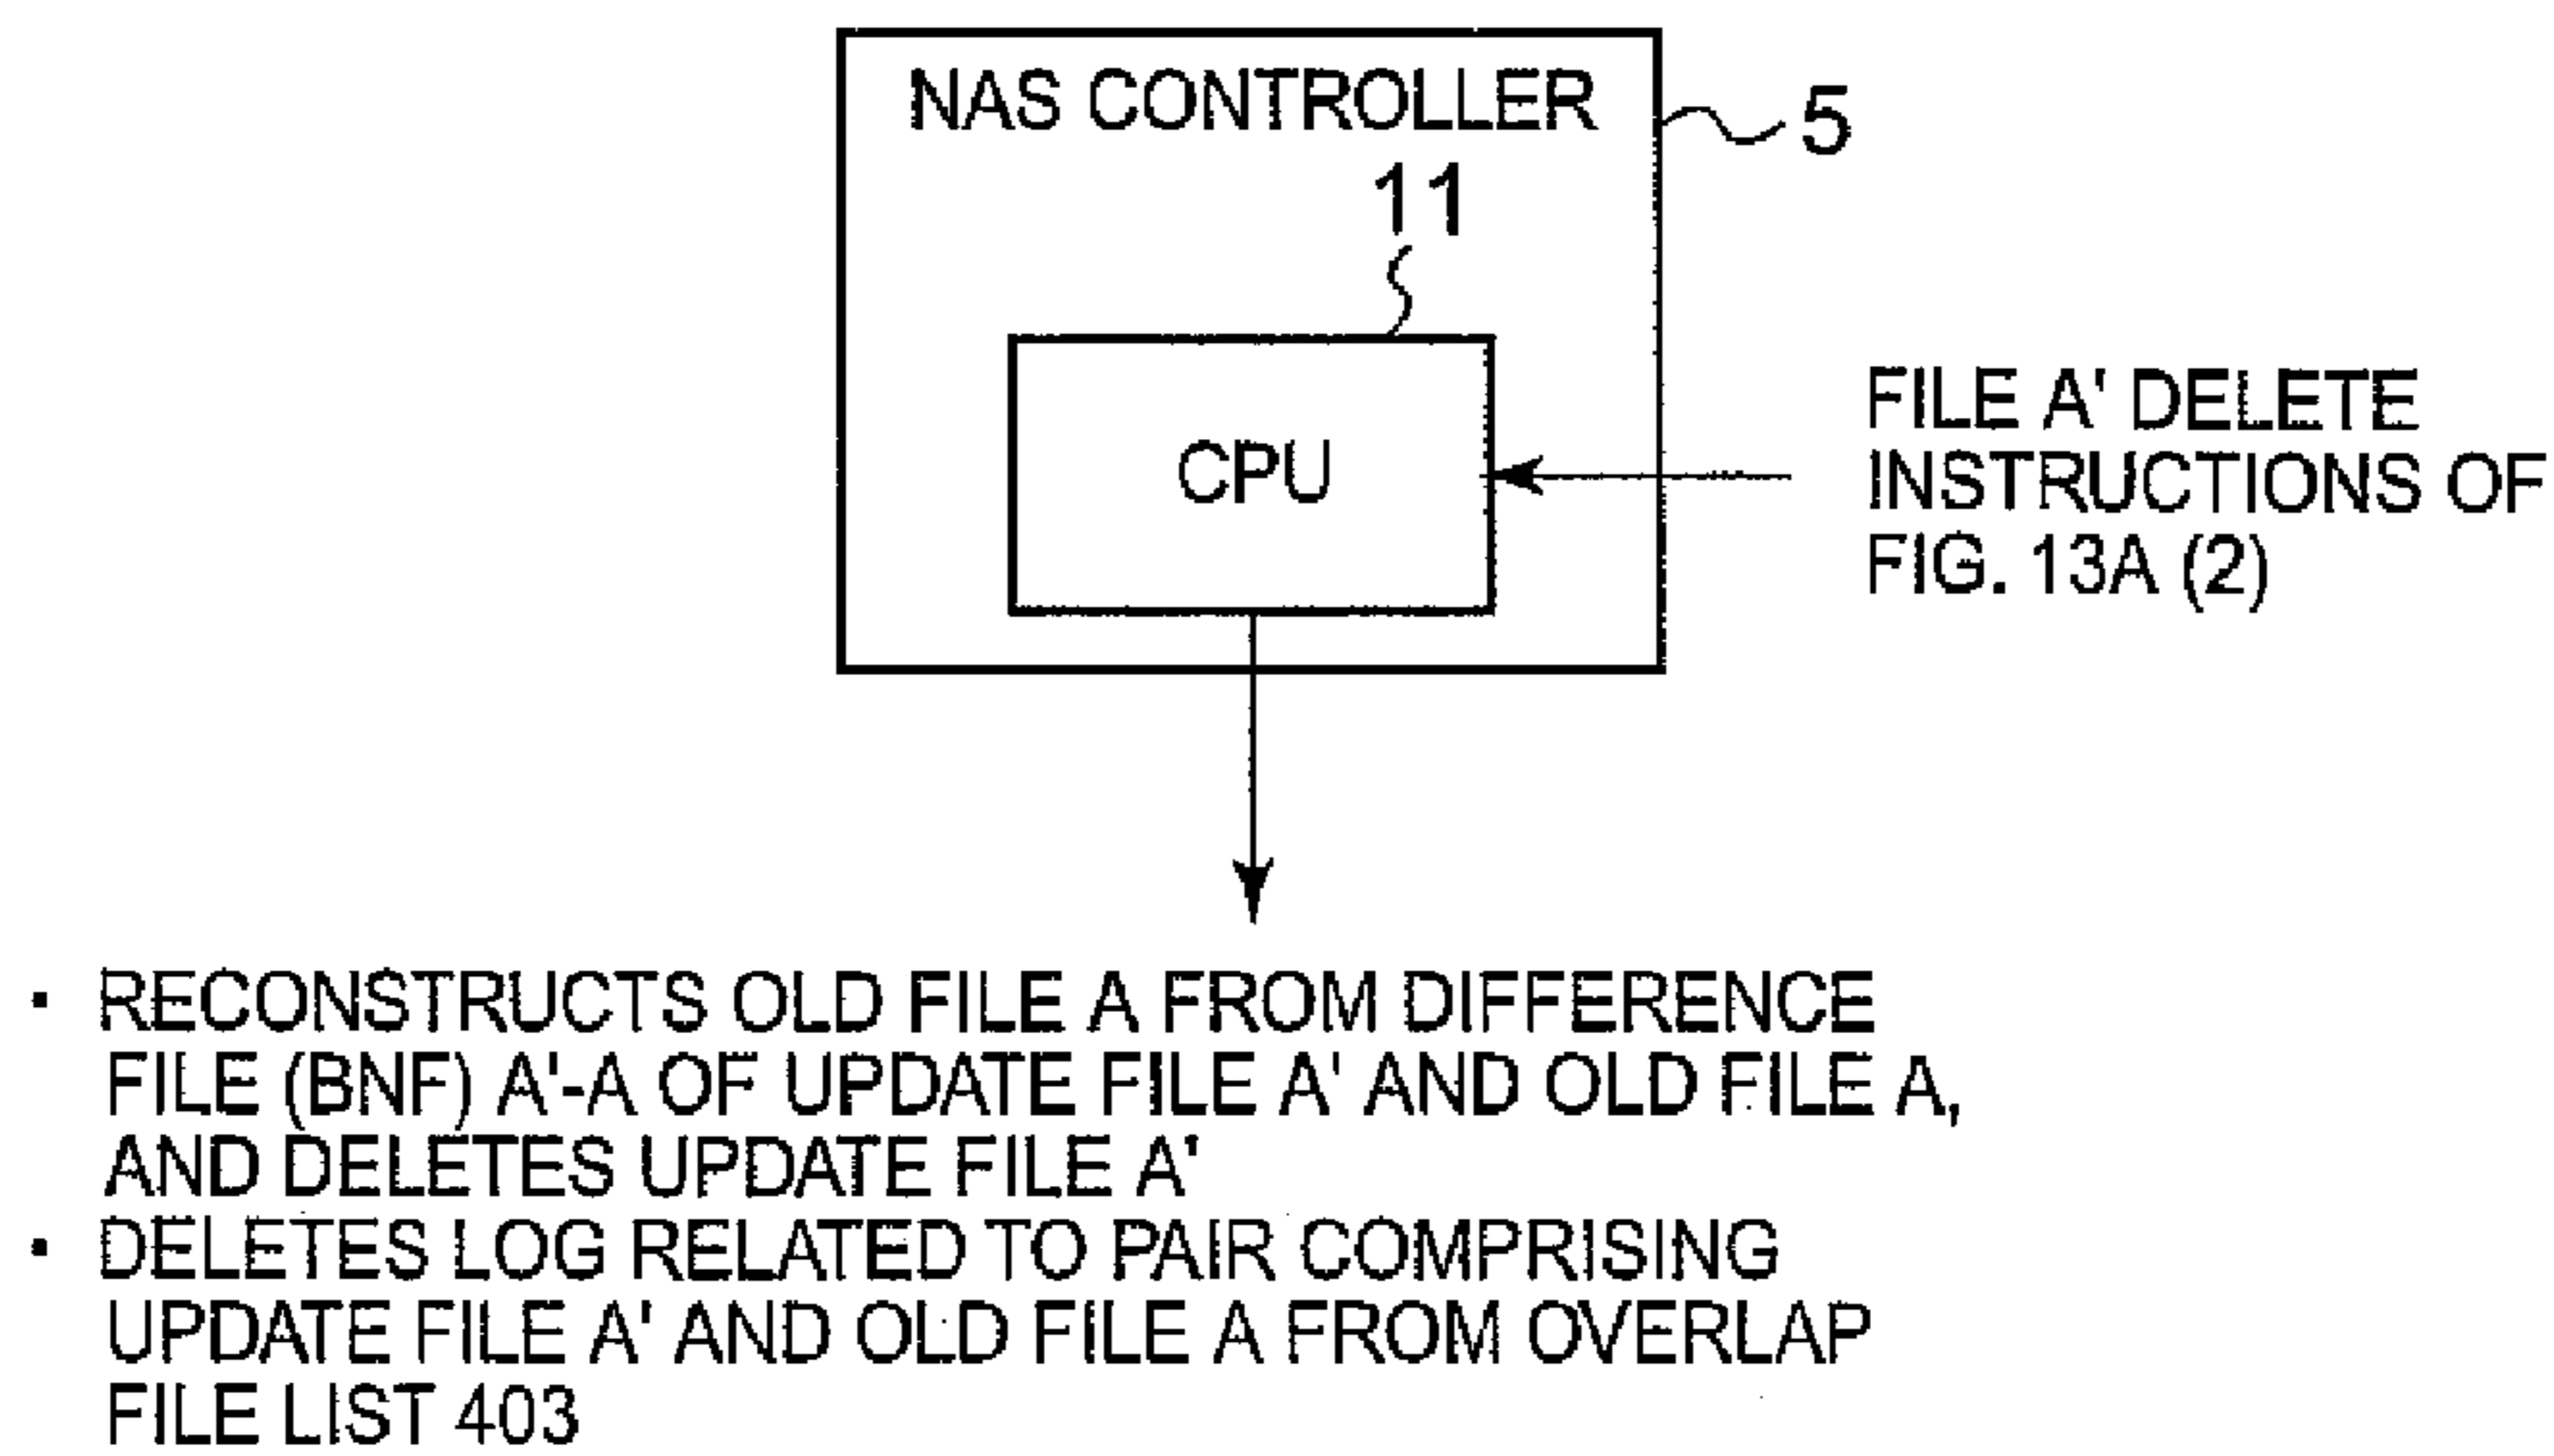 NAS CONTROLLER
5
11
CPU
FILE A' DELETE
INSTRUCTIONS OF
FIG. 13A (2)
· RECONSTRUCTS OLD FILE A FROM DIFFERENCE
FILE (BNF) A'-A OF UPDATE FILE A' AND OLD FILE A,
AND DELETES UPDATE FILE A'
· DELETES LOG RELATED TO PAIR COMPRISING
UPDATE FILE A' AND OLD FILE A FROM OVERLAP
FILE LIST 403